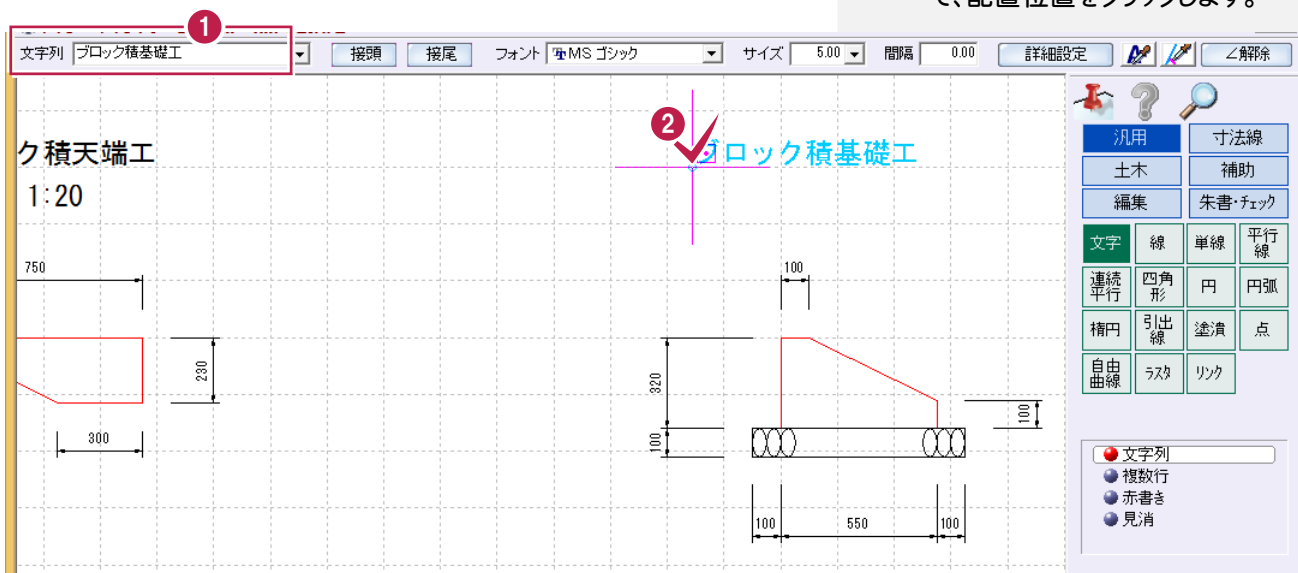 で、配置位置をクリックします。
1
文字列 ブロック積基礎工 接頭 接尾 フォント MS ゴシック サイズ 5.00 間隔 0.00 詳細設定 ∠解除
2
ク積天端工
ブロック積基礎工
1:20
汎用 寸法線
土木 補助
編集 朱書・チェック
文字 線 単線 平行線
連続平行 四角形 円 円弧
楕円 引出線 塗潰 点
自由曲線 ラスタ リンク
750
100
230
320
100
100
300
100 550 100
文字列
複数行
赤書き
見消